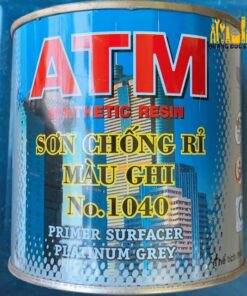 ATM
SYNTHETIC RESIN
SƠN CHỐNG RỈ
MÀU GHI
No.1040
PRIMER SURFACER
PLATINUM GREY